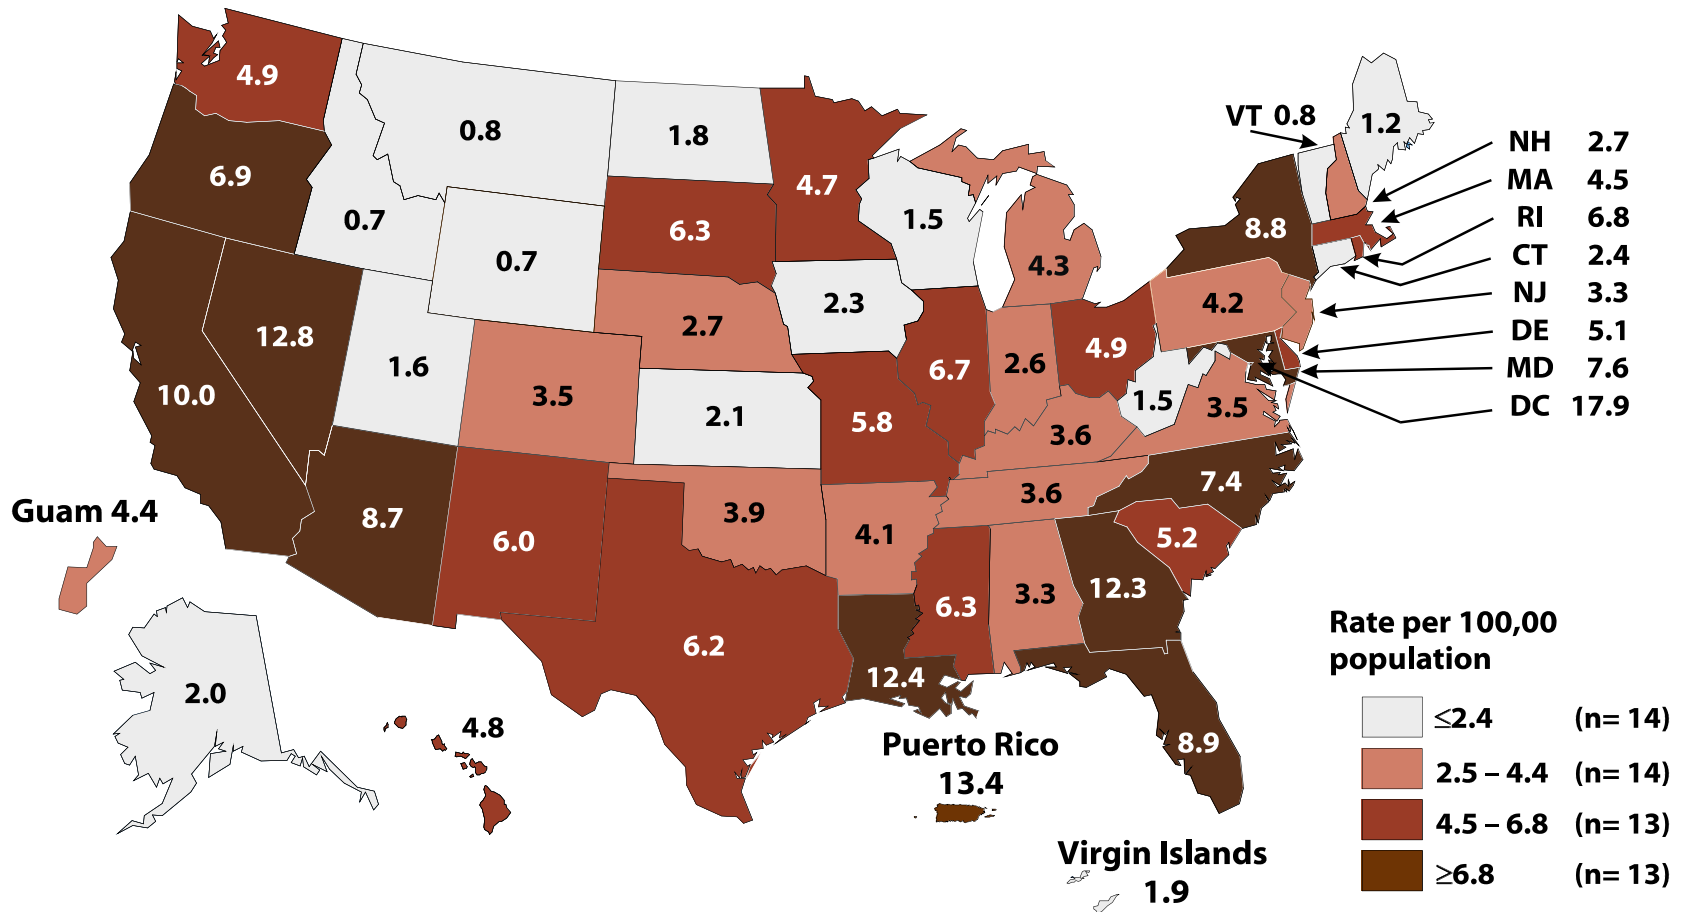 4.9
0.8
1.8
VT 0.8
1.2
NH 2.7
6.9
4.7
MA 4.5
0.7
6.3
1.5
8.8
RI 6.8
0.7
4.3
CT 2.4
12.8
2.7
2.3
4.2
NJ 3.3
1.6
4.9
DE 5.1
10.0
3.5
2.1
6.7
2.6
MD 7.6
5.8
3.6
1.5
3.5
DC 17.9
Guam 4.4
8.7
6.0
3.9
4.1
3.6
7.4
5.2
6.3
3.3
12.3
2.0
4.8
6.2
12.4
8.9
Puerto Rico
13.4
Virgin Islands
1.9
Rate per 100,00
population
≤2.4 (n= 14)
2.5 – 4.4 (n= 14)
4.5 – 6.8 (n= 13)
≥6.8 (n= 13)